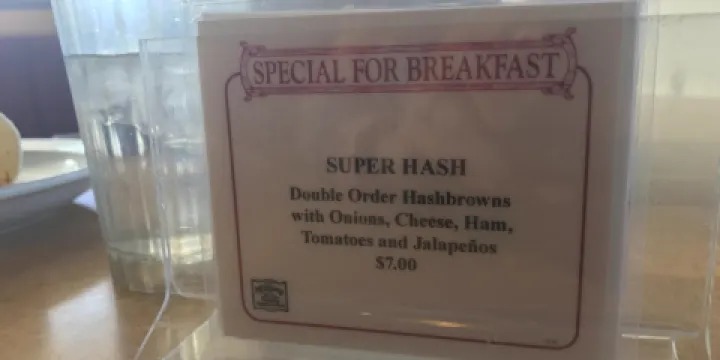 SPECIAL FOR BREAKFAST
SUPER HASH
Double Order Hashbrowns
with Onions, Cheese, Ham,
Tomatoes and Jalapeños
$7.00